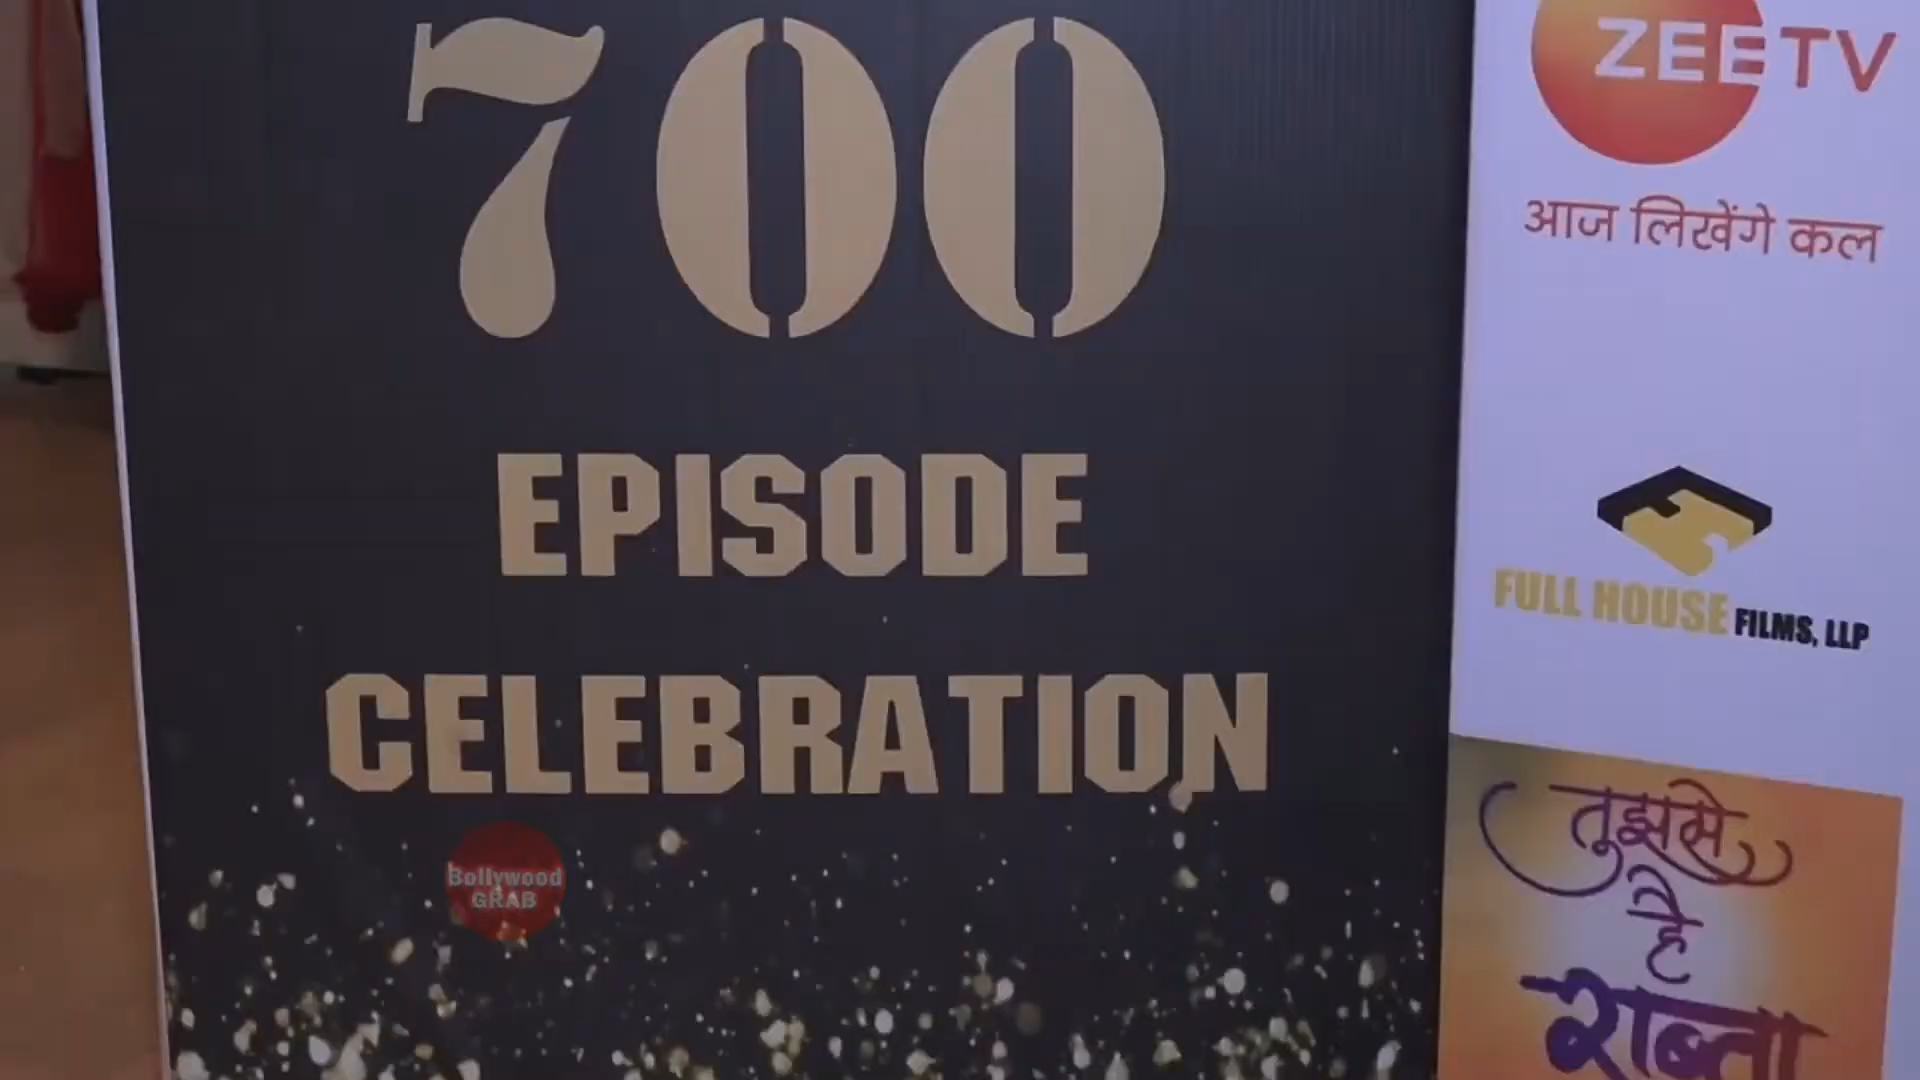 700
EPISODE
CELEBRATION
Bollywood
GRAB
ZEE TV
आज लिखेंगे कल
FULL HOUSE FILMS, LLP
तुझसे
है
राब्ता